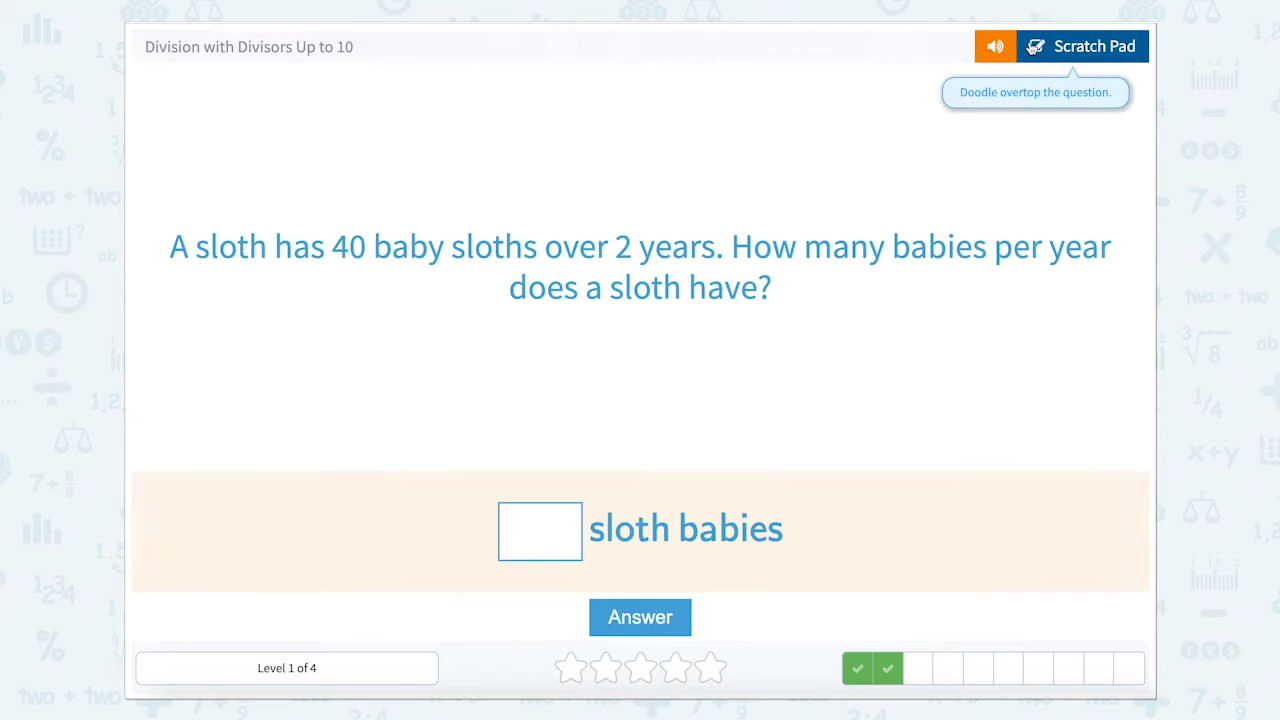 Division with Divisors Up to 10
Scratch Pad
Doodle overtop the question.
A sloth has 40 baby sloths over 2 years. How many babies per year
does a sloth have?
sloth babies
Answer
Level 1 of 4